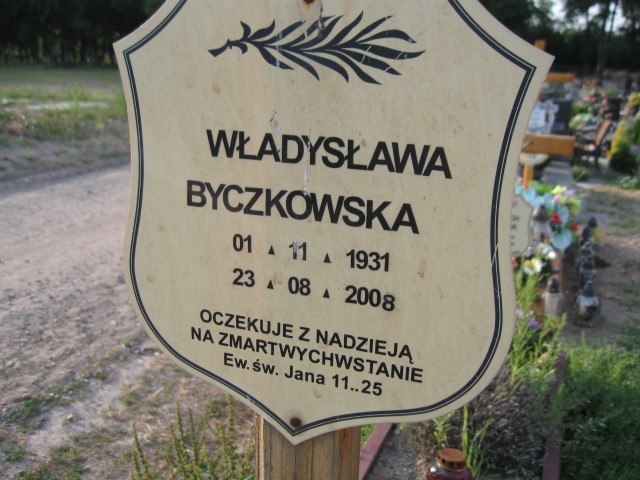 WŁADYSŁAWA
BYCZKOWSKA
01 ▲ 11 ▲ 1931
23 ▲ 08 ▲ 2008
OCZEKUJE Z NADZIEJĄ
NA ZMARTWYCHWSTANIE
Ew. św. Jana 11..25